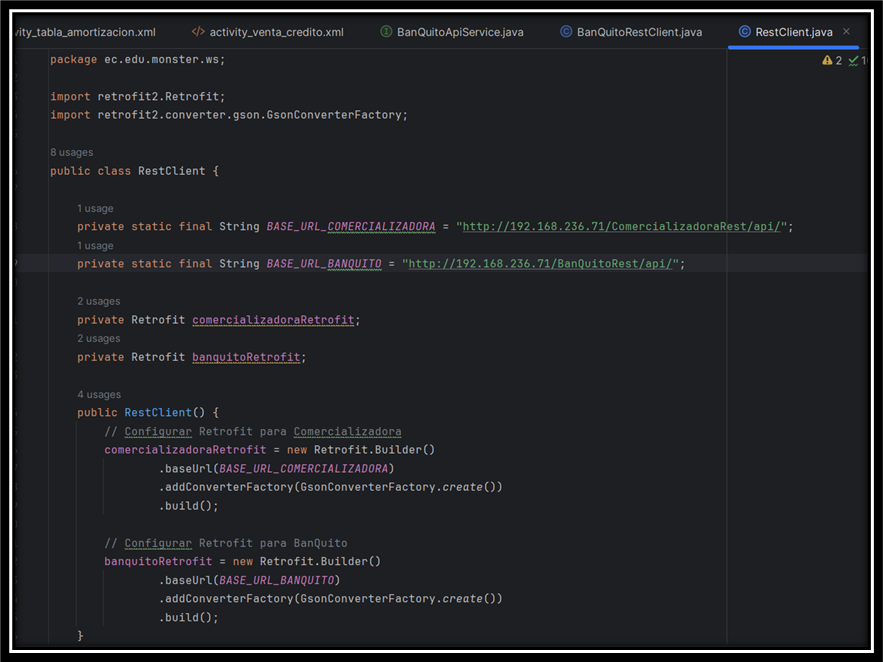 vity_tabla_amortizacion.xml activity_venta_credito.xml BanQuitoApiService.java BanQuitoRestClient.java RestClient.java
package ec.edu.monster.ws;
2
import retrofit2.Retrofit;
import retrofit2.converter.gson.GsonConverterFactory;
8 usages
public class RestClient {
1 usage
private static final String BASE_URL_COMERCIALIZADORA = "http://192.168.236.71/ComercializadoraRest/api/";
1 usage
private static final String BASE_URL_BANQUITO = "http://192.168.236.71/BanQuitoRest/api/";
2 usages
private Retrofit comercializadoraRetrofit;
2 usages
private Retrofit banquitoRetrofit;
4 usages
public RestClient() {
// Configurar Retrofit para Comercializadora
comercializadoraRetrofit = new Retrofit.Builder()
.baseUrl(BASE_URL_COMERCIALIZADORA)
.addConverterFactory(GsonConverterFactory.create())
.build();
// Configurar Retrofit para BanQuito
banquitoRetrofit = new Retrofit.Builder()
.baseUrl(BASE_URL_BANQUITO)
.addConverterFactory(GsonConverterFactory.create())
.build();
}